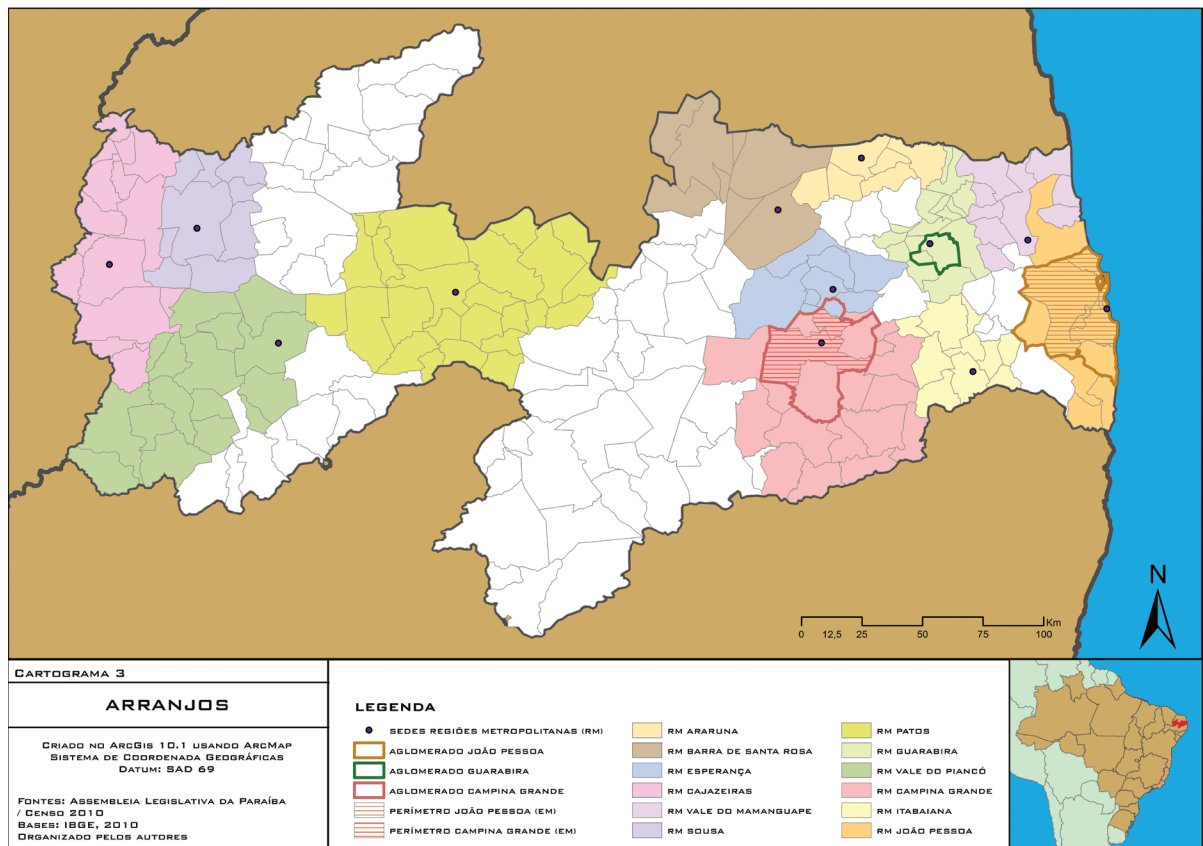 N
Km
0 12,5 25 50 75 100
CARTOGRAMA 3
ARRANJOS
CRIADO NO ARCGIS 10.1 USANDO ARCMAP
SISTEMA DE COORDENADA GEOGRÁFICAS
DATUM: SAD 69
FONTES: ASSEMBLEIA LEGISLATIVA DA PARAÍBA
/ CENSO 2010
BASES: IBGE, 2010
ORGANIZADO PELOS AUTORES
LEGENDA
SEDES REGIÕES METROPOLITANAS (RM)
AGLOMERADO JOÃO PESSOA
AGLOMERADO GUARABIRA
AGLOMERADO CAMPINA GRANDE
PERÍMETRO JOÃO PESSOA (EM)
PERÍMETRO CAMPINA GRANDE (EM)
RM ARARUNA
RM BARRA DE SANTA ROSA
RM ESPERANÇA
RM CAJAZEIRAS
RM VALE DO MAMANGUAPE
RM SOUSA
RM PATOS
RM GUARABIRA
RM VALE DO PIANCÓ
RM CAMPINA GRANDE
RM ITABAIANA
RM JOÃO PESSOA